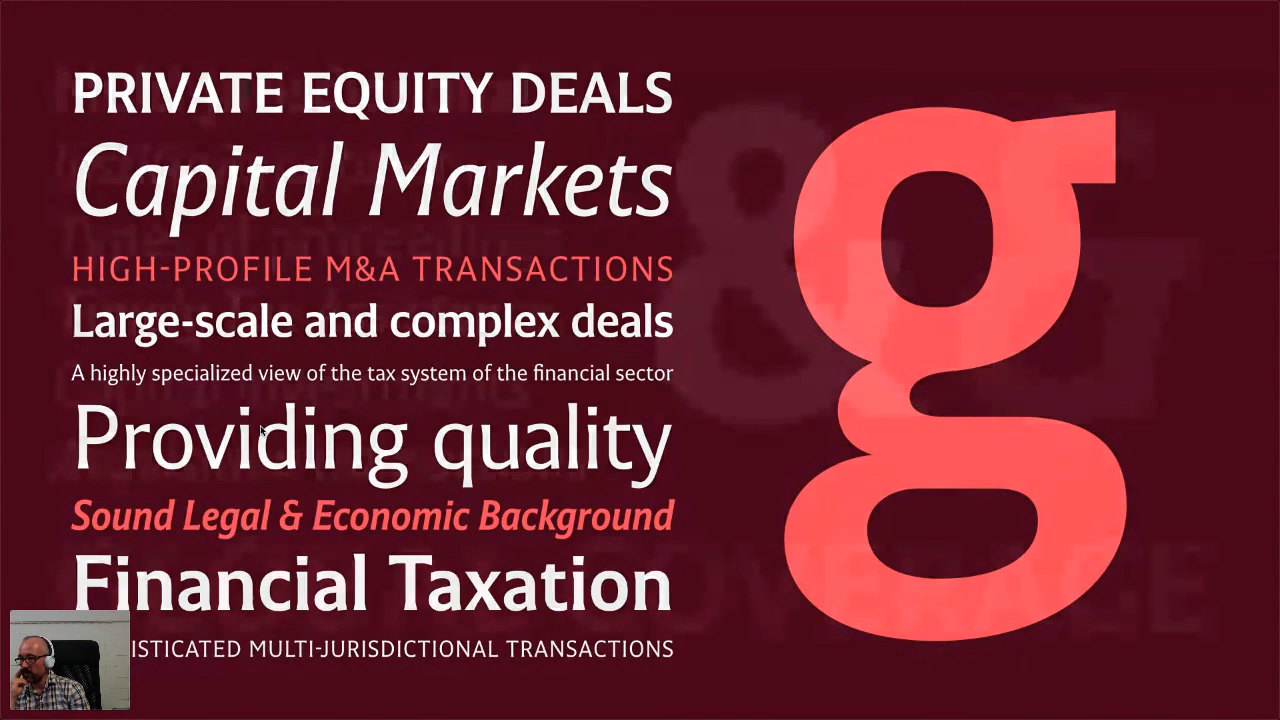 PRIVATE EQUITY DEALS
Capital Markets
HIGH-PROFILE M&A TRANSACTIONS
Large-scale and complex deals
A highly specialized view of the tax system of the financial sector
Providing quality
Sound Legal & Economic Background
Financial Taxation
ISTICATED MULTI-JURISDICTIONAL TRANSACTIONS
g